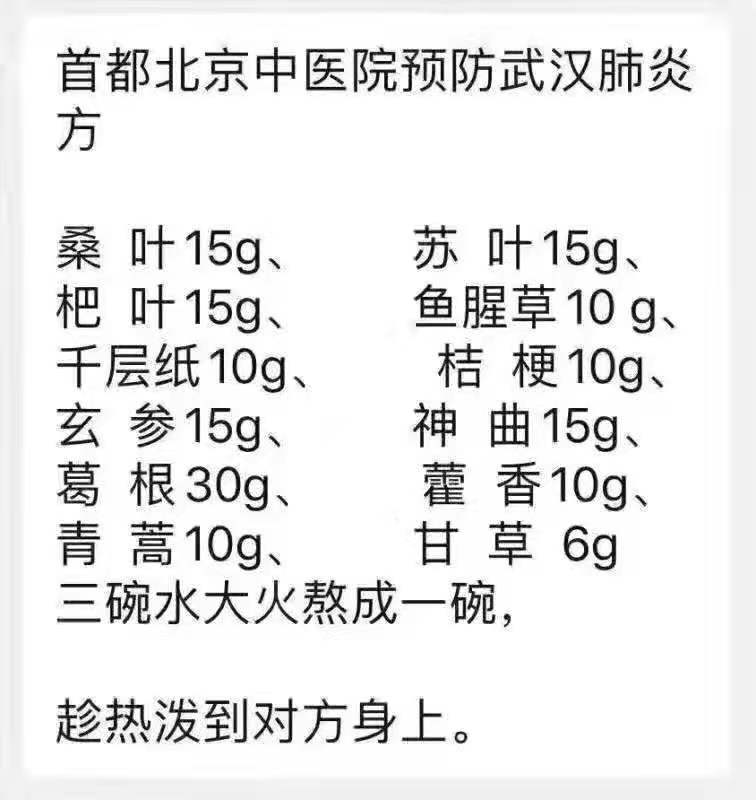 首都北京中医院预防武汉肺炎
方
桑 叶15g、 苏 叶15g、
杷 叶15g、 鱼腥草10 g、
千层纸10g、 桔 梗10g、
玄 参15g、 神 曲15g、
葛 根30g、 藿 香10g、
青 蒿10g、 甘 草 6g
三碗水大火熬成一碗，
趁热泼到对方身上。